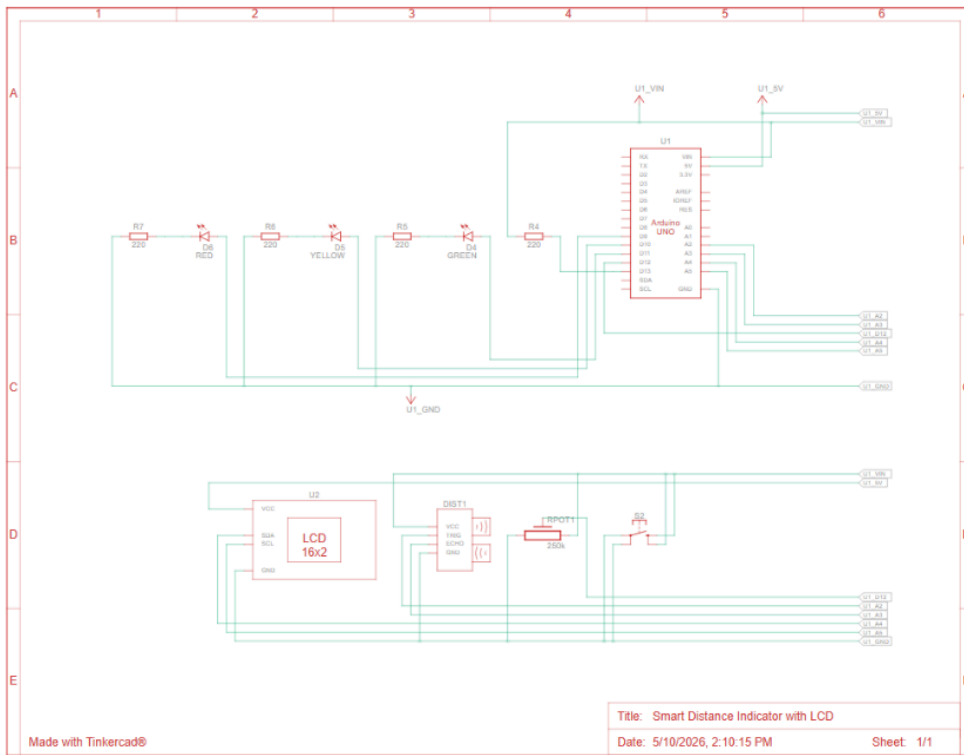 1 2 3 4 5 6
A
B
C
D
E
U1_VIN
U1_5V
U1_5V
U1_VIN
U1
RX
TX
D2
D3
D4
D5
D6
D7
D8
D9
D10
D11
D12
D13
SDA
SCL
VIN
5V
3.3V
AREF
IOREF
RES
A0
A1
A2
A3
A4
A5
GND
Arduino
UNO
R7
220
D6
RED
220
D5
YELLOW
R5
220
D4
GREEN
R4
220
U1_A2
U1_A3
U1_D12
U1_A4
U1_A5
U1_GND
U1_GND
U1_VIN
U1_5V
U2
VCC
SDA
SCL
GND
LCD
16x2
DIST1
VCC
TRIG
ECHO
GND
RPOT1
250k
S2
U1_D12
U1_A2
U1_A3
U1_A4
U1_A5
U1_GND
Title: Smart Distance Indicator with LCD
Made with Tinkercad®
Date: 5/10/2026, 2:10:15 PM Sheet: 1/1